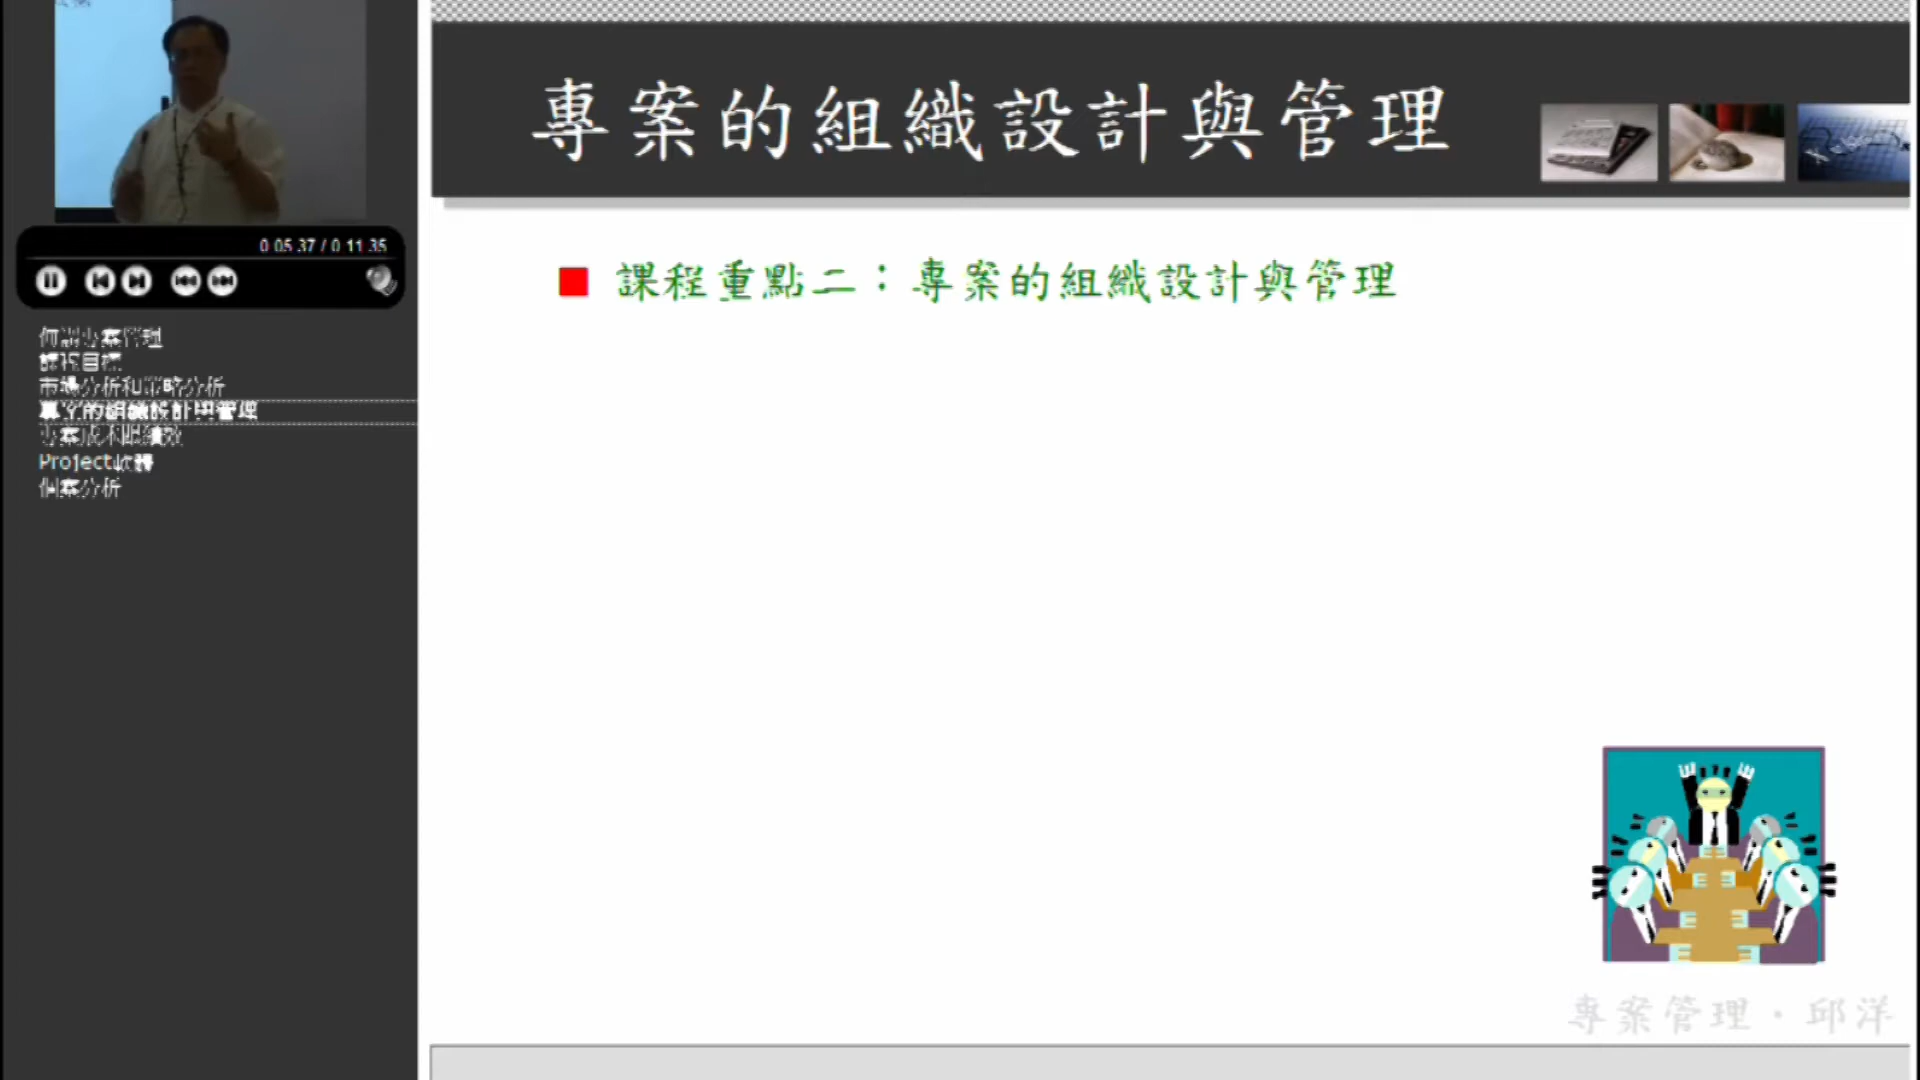 專案的組織設計與管理
0:05.37 / 0:11.35
課程重點二：專案的組織設計與管理
何謂專案管理
課程目標
市場分析和策略分析
專案的組織設計與管理
專案成本跟績效
Project軟體
個案分析
專案管理・邱洋